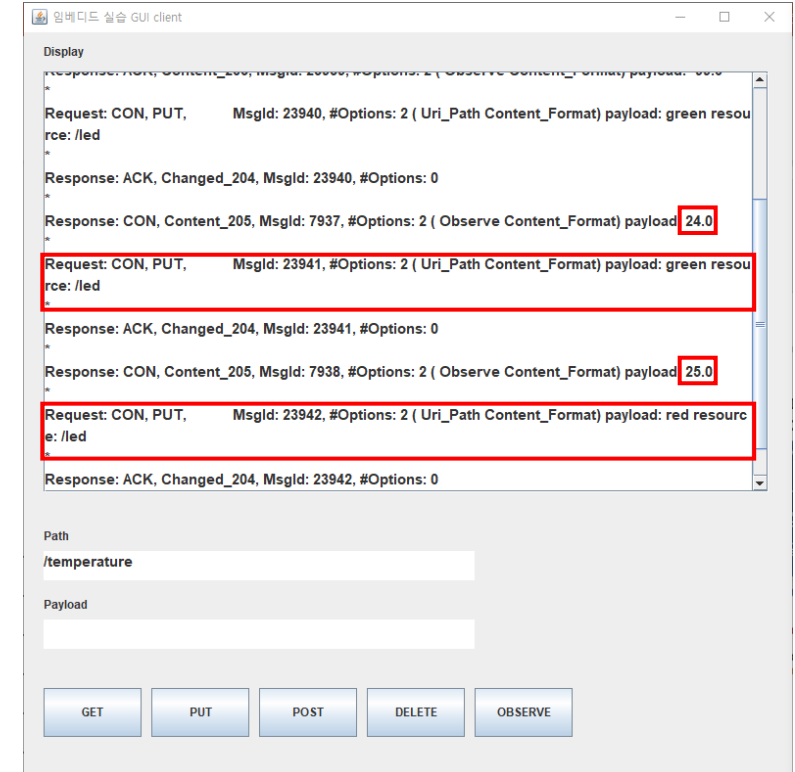 임베디드 실습 GUI client
Display
*
Request: CON, PUT, MsgId: 23940, #Options: 2 ( Uri_Path Content_Format) payload: green resou
rce: /led
*
Response: ACK, Changed_204, MsgId: 23940, #Options: 0
*
Response: CON, Content_205, MsgId: 7937, #Options: 2 ( Observe Content_Format) payload 24.0
*
Request: CON, PUT, MsgId: 23941, #Options: 2 ( Uri_Path Content_Format) payload: green resou
rce: /led
*
Response: ACK, Changed_204, MsgId: 23941, #Options: 0
*
Response: CON, Content_205, MsgId: 7938, #Options: 2 ( Observe Content_Format) payload 25.0
*
Request: CON, PUT, MsgId: 23942, #Options: 2 ( Uri_Path Content_Format) payload: red resourc
e: /led
*
Response: ACK, Changed_204, MsgId: 23942, #Options: 0
Path
/temperature
Payload
GET PUT POST DELETE OBSERVE